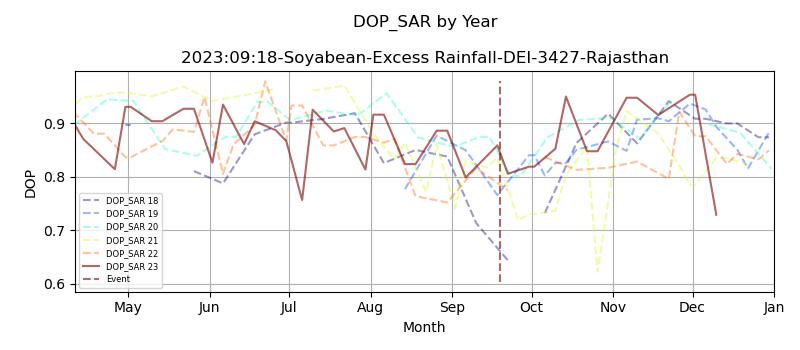 DOP_SAR by Year
2023:09:18-Soyabean-Excess Rainfall-DEI-3427-Rajasthan
DOP
0.9
0.8
0.7
0.6
DOP_SAR 18
DOP_SAR 19
DOP_SAR 20
DOP_SAR 21
DOP_SAR 22
DOP_SAR 23
Event
May Jun Jul Aug Sep Oct Nov Dec Jan
Month